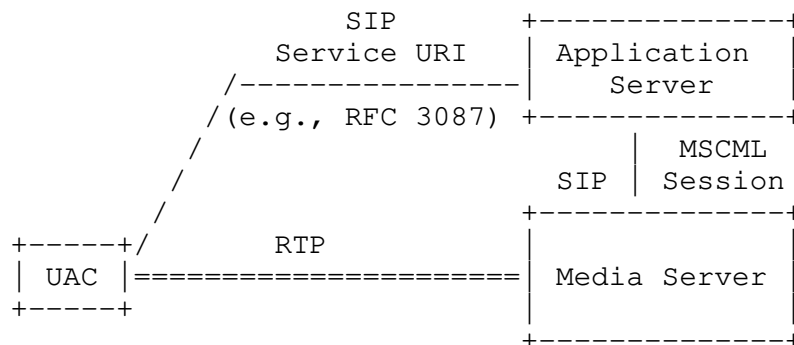 SIP
Service URI
Application
Server
(e.g., RFC 3087)
MSCML
SIP
Session
RTP
UAC
Media Server